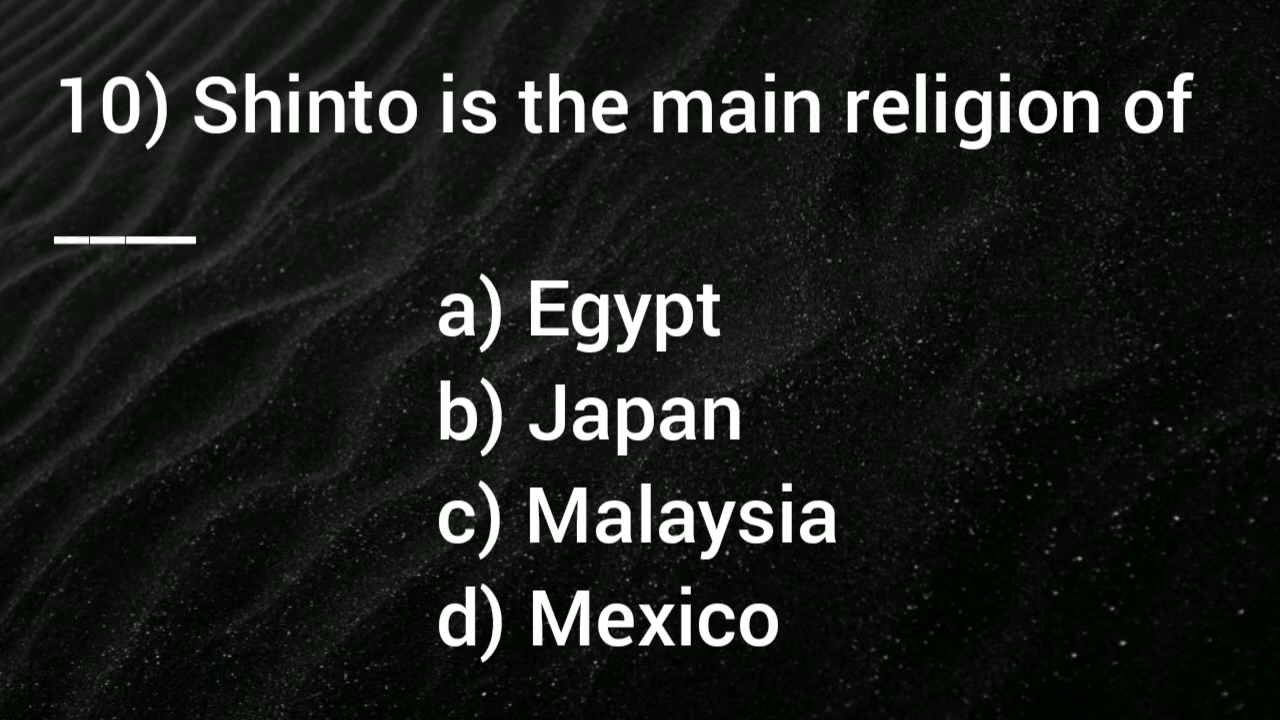 10) Shinto is the main religion of
____
a) Egypt
b) Japan
c) Malaysia
d) Mexico